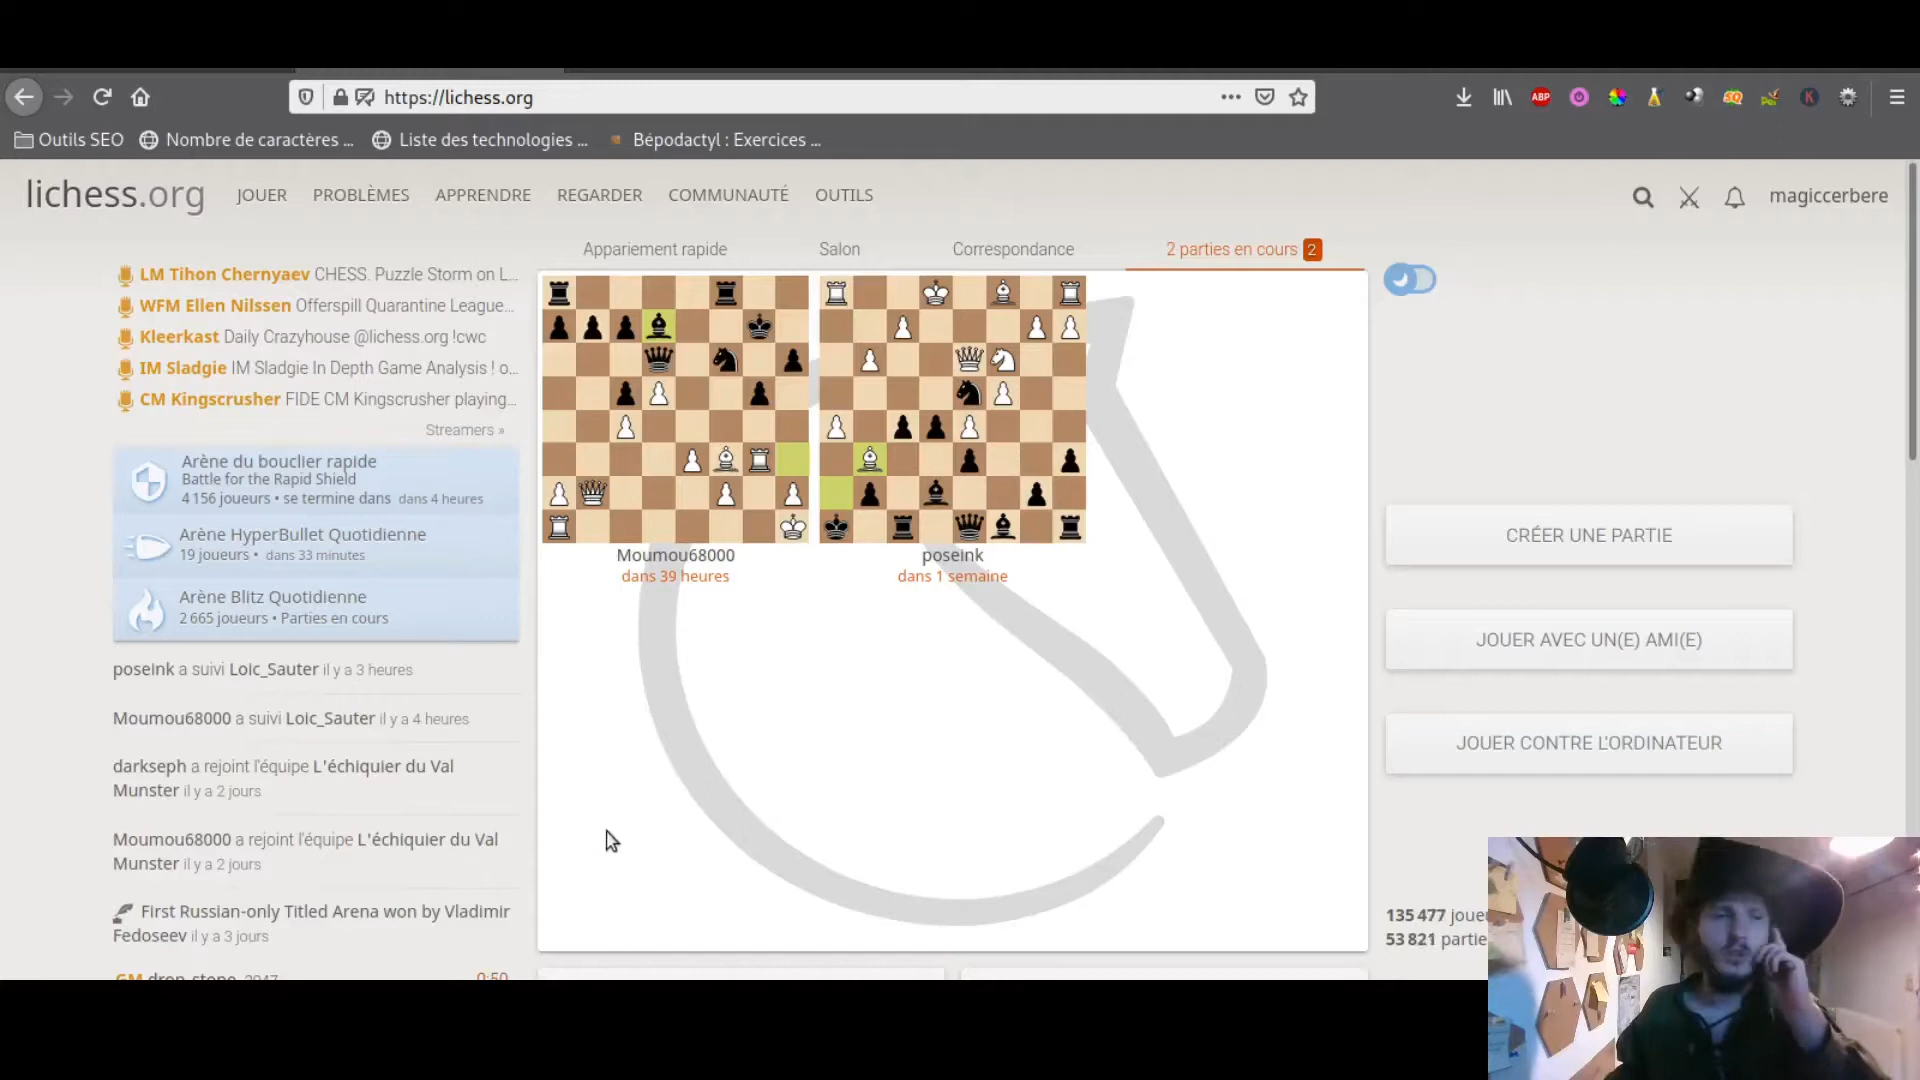 https://lichess.org
ABP
SQ
K
Outils SEO
Nombre de caractères ...
Liste des technologies ...
Bépodactyl : Exercices ...
lichess.org
JOUER
PROBLÈMES
APPRENDRE
REGARDER
COMMUNAUTÉ
OUTILS
magiccerbere
Appariement rapide
Salon
Correspondance
2 parties en cours 2
LM Tihon Chernyaev CHESS. Puzzle Storm on L...
WFM Ellen Nilssen Offerspill Quarantine League...
Kleerkast Daily Crazyhouse @lichess.org !cwc
IM Sladgie IM Sladgie In Depth Game Analysis ! o...
CM Kingscrusher FIDE CM Kingscrusher playing...
Streamers »
Arène du bouclier rapide
Battle for the Rapid Shield
4 156 joueurs • se termine dans dans 4 heures
Arène HyperBullet Quotidienne
19 joueurs • dans 33 minutes
Arène Blitz Quotidienne
2 665 joueurs • Parties en cours
poseink a suivi Loic_Sauter il y a 3 heures
Moumou68000 a suivi Loic_Sauter il y a 4 heures
darkseph a rejoint l'équipe L'échiquier du Val
Munster il y a 2 jours
Moumou68000 a rejoint l'équipe L'échiquier du Val
Munster il y a 2 jours
First Russian-only Titled Arena won by Vladimir
Fedoseev il y a 3 jours
Moumou68000
dans 39 heures
poseink
dans 1 semaine
CRÉER UNE PARTIE
JOUER AVEC UN(E) AMI(E)
JOUER CONTRE L'ORDINATEUR
135 477 joue
53 821 partie